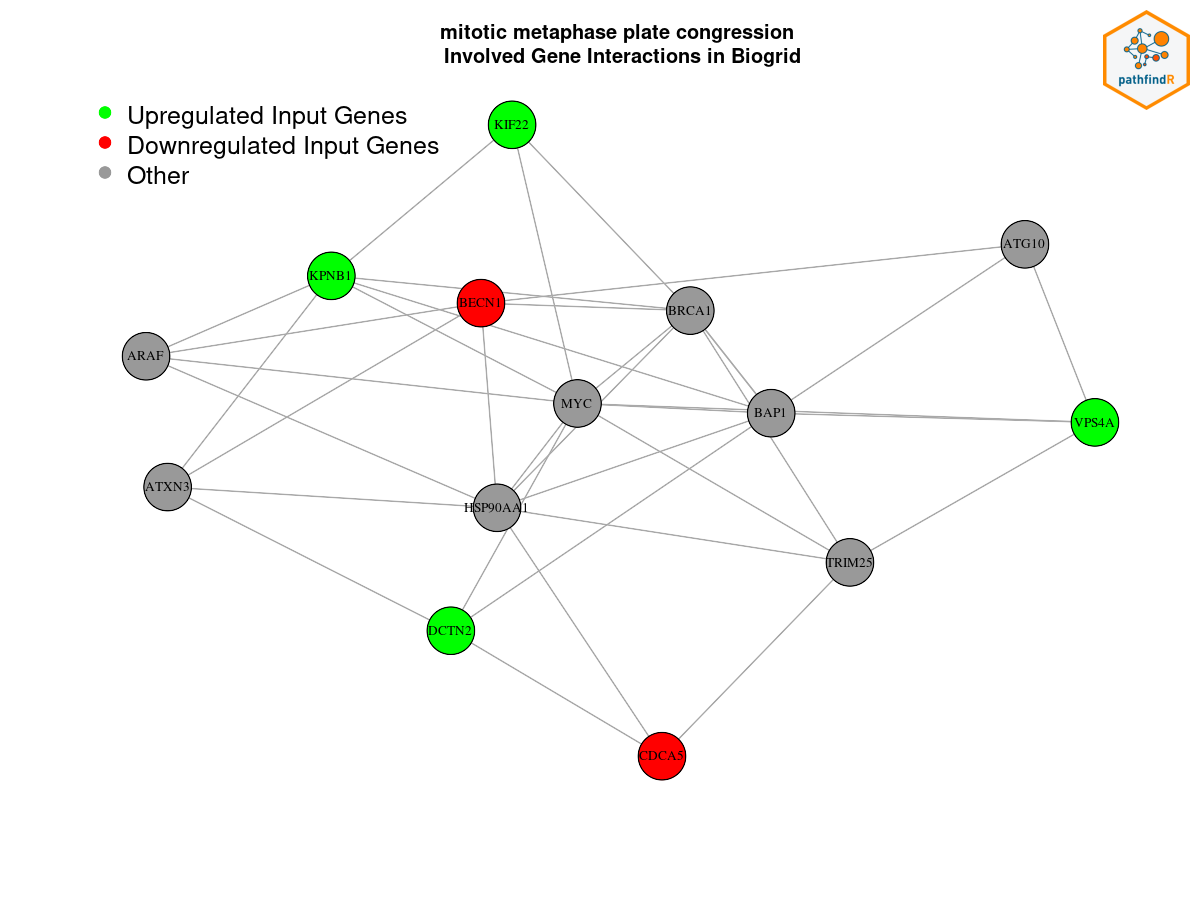 mitotic metaphase plate congression
Involved Gene Interactions in Biogrid
pathfindR
Upregulated Input Genes
Downregulated Input Genes
Other
KIF22
ATG10
KPNB1
BECN1
BRCA1
ARAF
MYC
BAP1
VPS4A
ATXN3
HSP90AA1
TRIM25
DCTN2
CDCA5